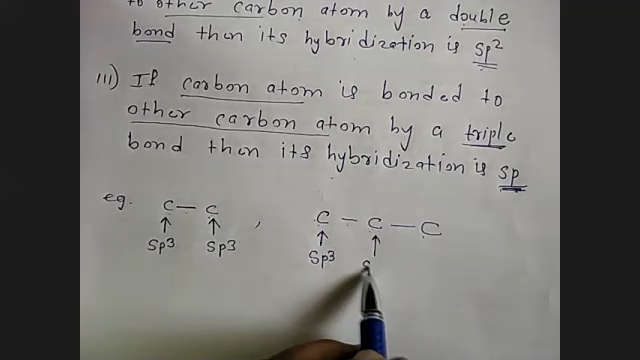 to other carbon atom by a double
bond then its hybridization is sp2
III) If carbon atom is bonded to
other carbon atom by a triple
bond then its hybridization is sp
eg. C — C , C — C — C
sp3 sp3 sp3 s